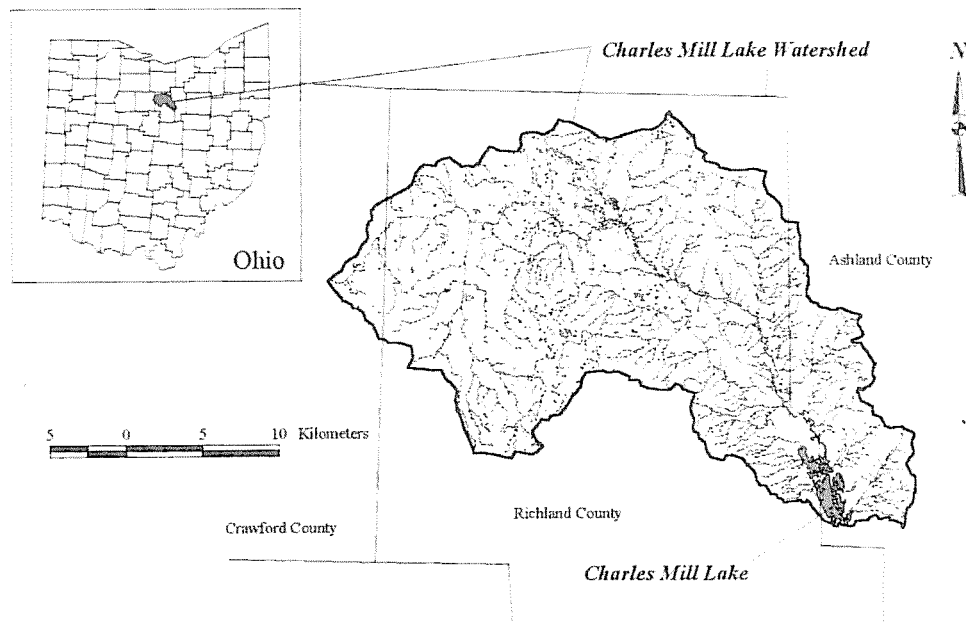 Charles Mill Lake Watershed
N
Ohio
Ashland County
5 0 5 10 Kilometers
Richland County
Crawford County
Charles Mill Lake